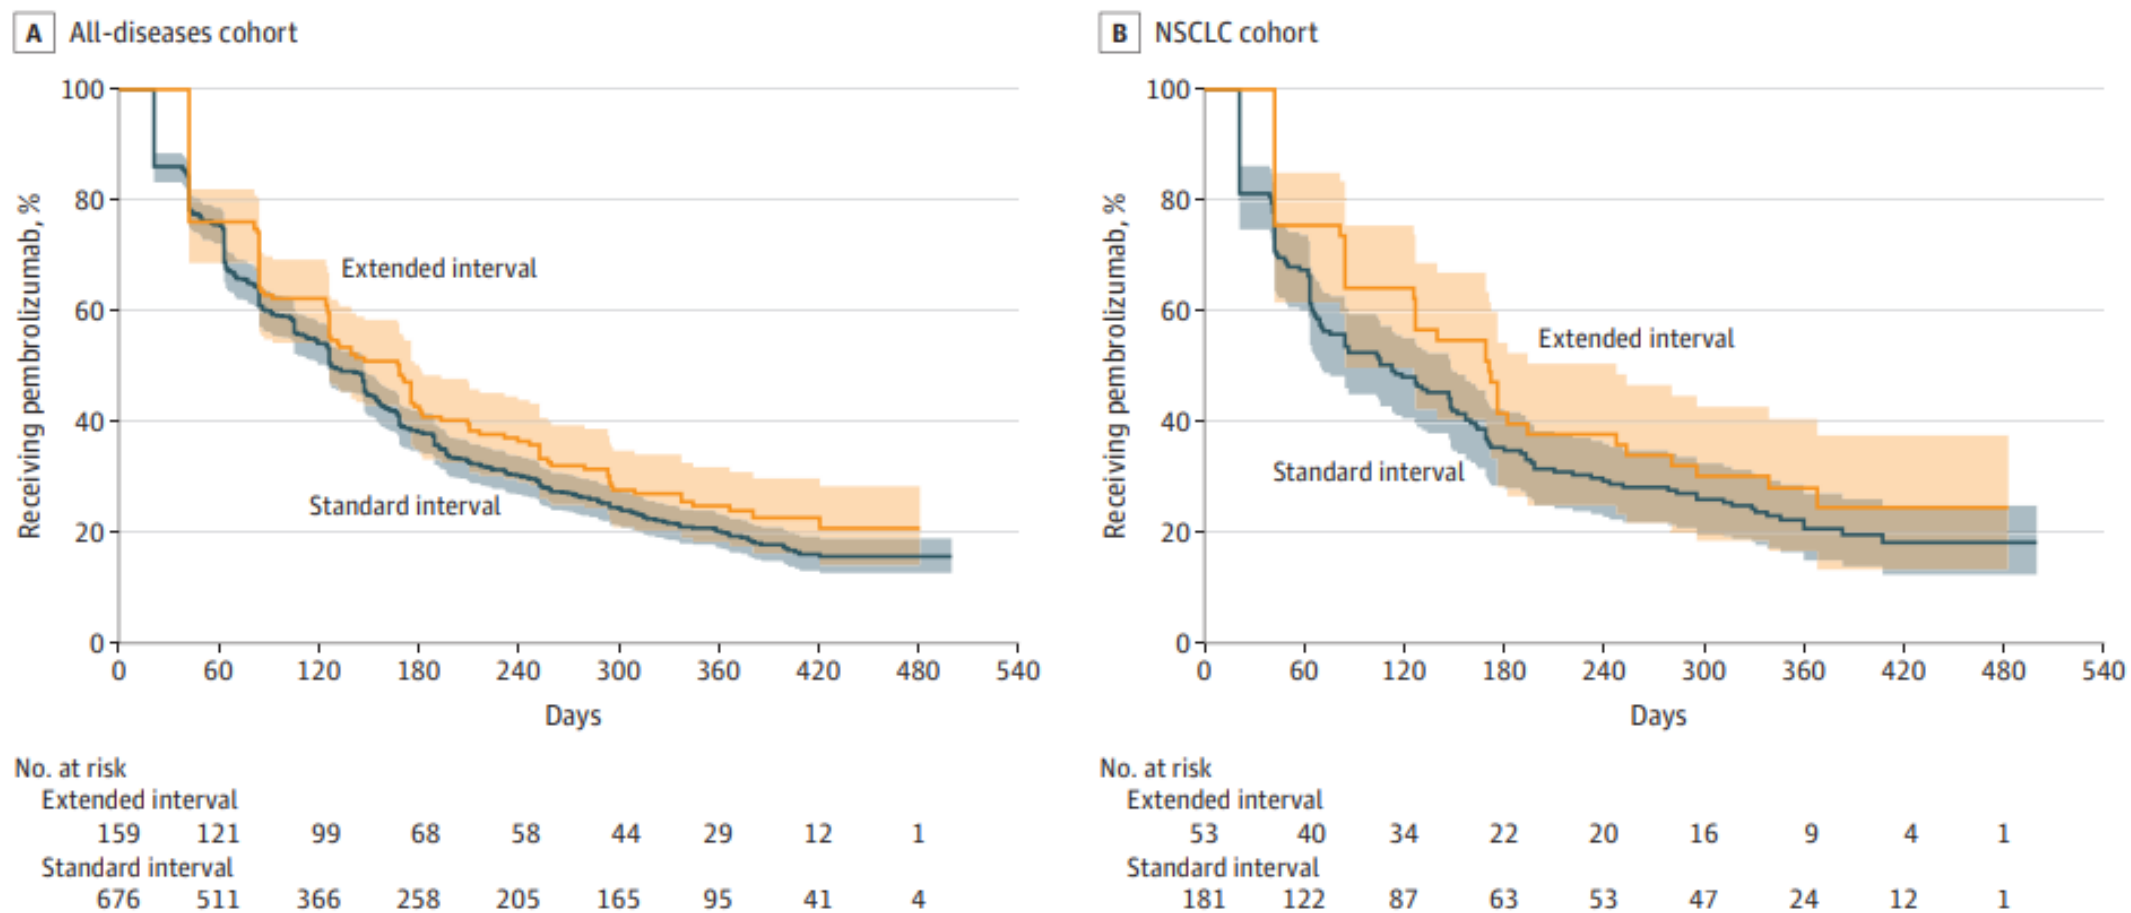 A All-diseases cohort
Receiving pembrolizumab, %
100
80
60
40
20
0
Extended interval
Standard interval
0 60 120 180 240 300 360 420 480 540
Days
No. at risk
Extended interval
159 121 99 68 58 44 29 12 1
Standard interval
676 511 366 258 205 165 95 41 4
B NSCLC cohort
Receiving pembrolizumab, %
100
80
60
40
20
0
Extended interval
Standard interval
0 60 120 180 240 300 360 420 480 540
Days
No. at risk
Extended interval
53 40 34 22 20 16 9 4 1
Standard interval
181 122 87 63 53 47 24 12 1